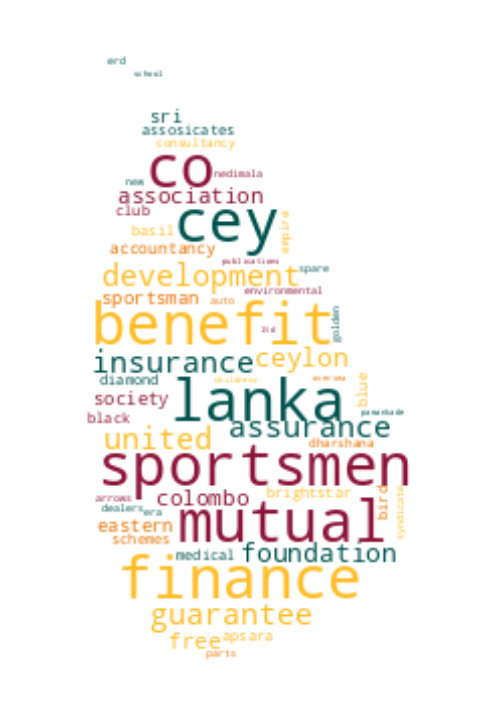 erd
school
sri
assosicates
consultancy
co
nedimala
new
association
club
cey
empire
basil
accountancy
publications
spare
development
environmental
sportsman
auto
benefit
ltd
golden
insurance
ceylon
diamond
childrens
blue
society
lanka
black
assurance
united
dharshana
sportsmen
colombo
brightstar
arrows
bird
syndicate
dealers
era
mutual
eastern
schemes
medical
foundation
finance
guarantee
free
apsara
parts